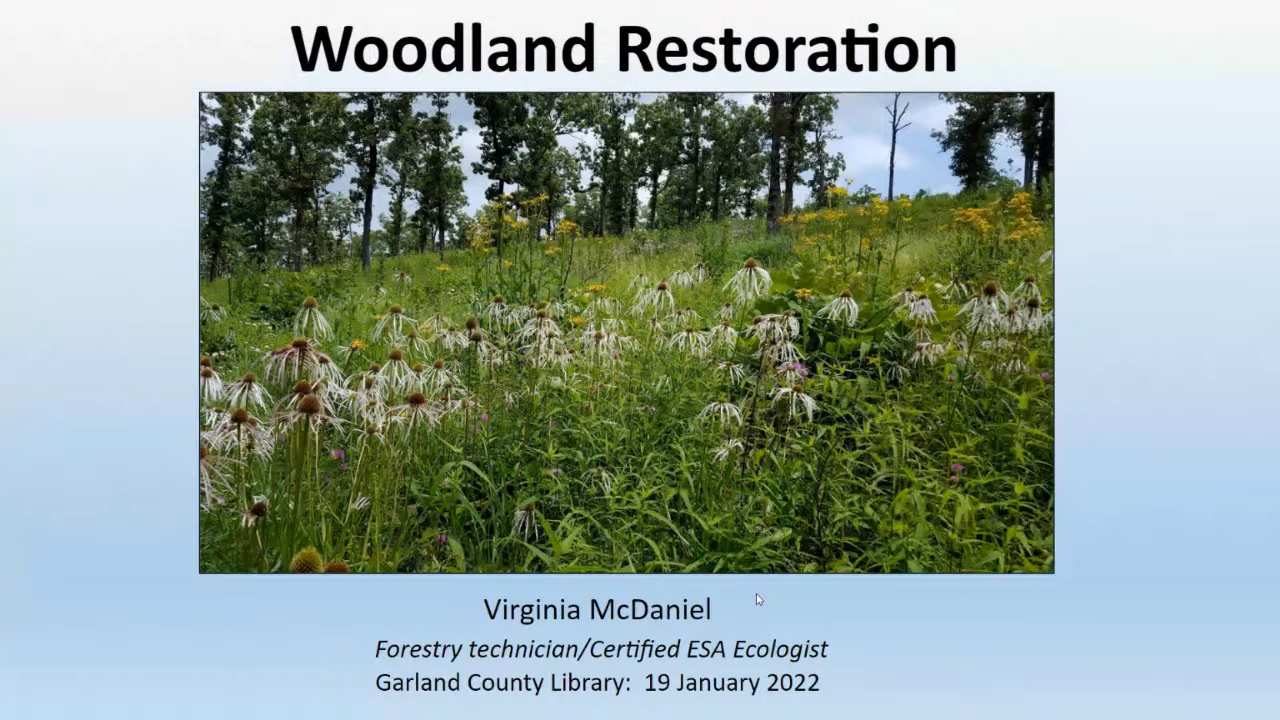 Woodland Restoration
Virginia McDaniel
Forestry technician/Certified ESA Ecologist
Garland County Library:  19 January 2022